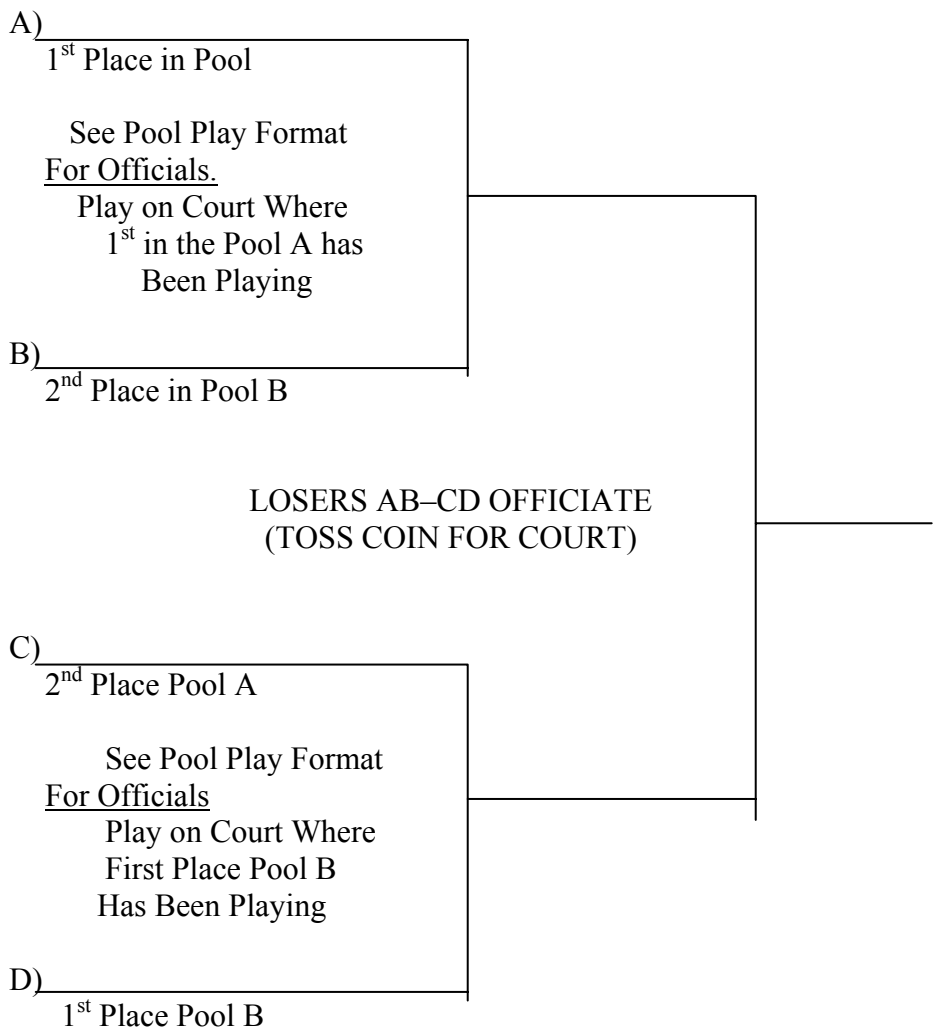 A)
1st Place in Pool
See Pool Play Format
For Officials.
Play on Court Where
1st in the Pool A has
Been Playing
B)
2nd Place in Pool B
LOSERS AB–CD OFFICIATE
(TOSS COIN FOR COURT)
C)
2nd Place Pool A
See Pool Play Format
For Officials
Play on Court Where
First Place Pool B
Has Been Playing
D)
1st Place Pool B